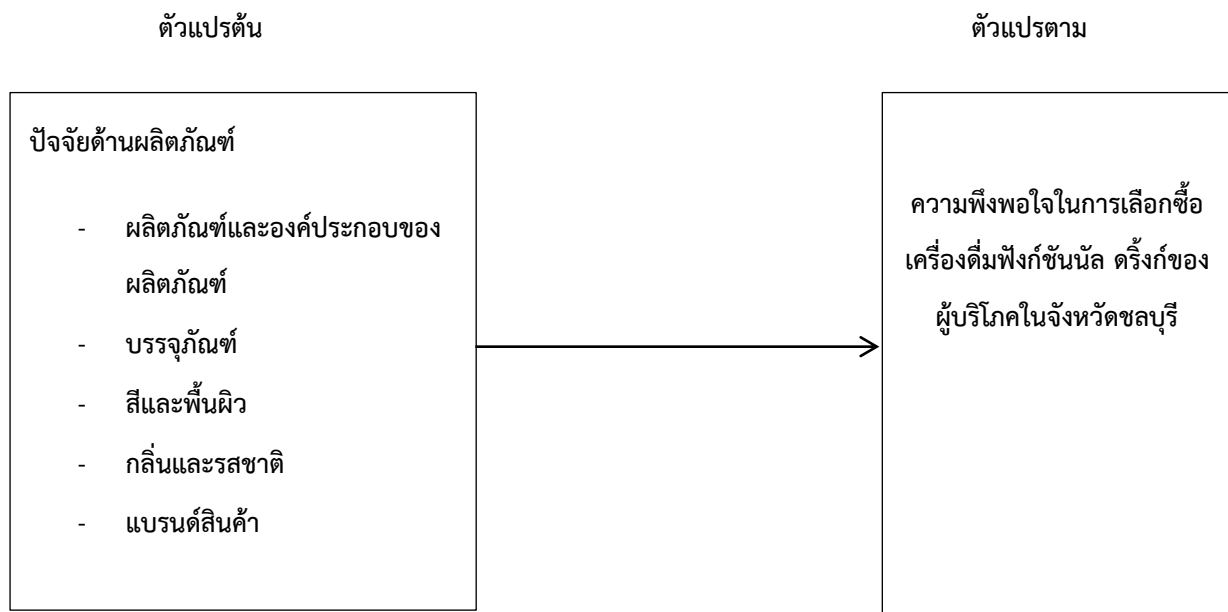 ตัวแปรต้น
ตัวแปรตาม
ปัจจัยด้านผลิตภัณฑ์
- ผลิตภัณฑ์และองค์ประกอบของ
ผลิตภัณฑ์
- บรรจุภัณฑ์
- สีและพื้นผิว
- กลิ่นและรสชาติ
- แบรนด์สินค้า
ความพึงพอใจในการเลือกซื้อ
เครื่องดื่มฟังก์ชันนัล ดริ้งก์ของ
ผู้บริโภคในจังหวัดชลบุรี